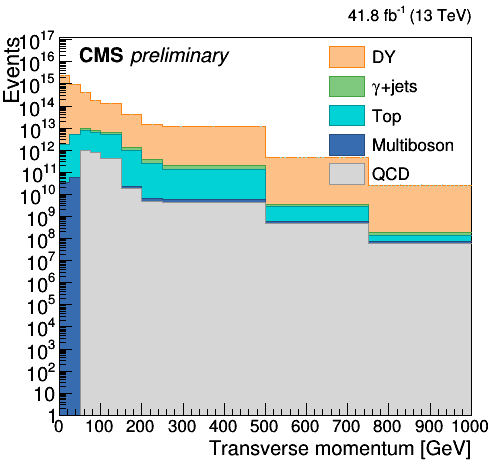 41.8 fb⁻¹ (13 TeV)
CMS preliminary
Events
DY
γ+jets
Top
Multiboson
QCD
10¹⁷
10¹⁶
10¹⁵
10¹⁴
10¹³
10¹²
10¹¹
10¹⁰
10⁹
10⁸
10⁷
10⁶
10⁵
10⁴
10³
10²
10
1
0 100 200 300 400 500 600 700 800 900 1000
Transverse momentum [GeV]